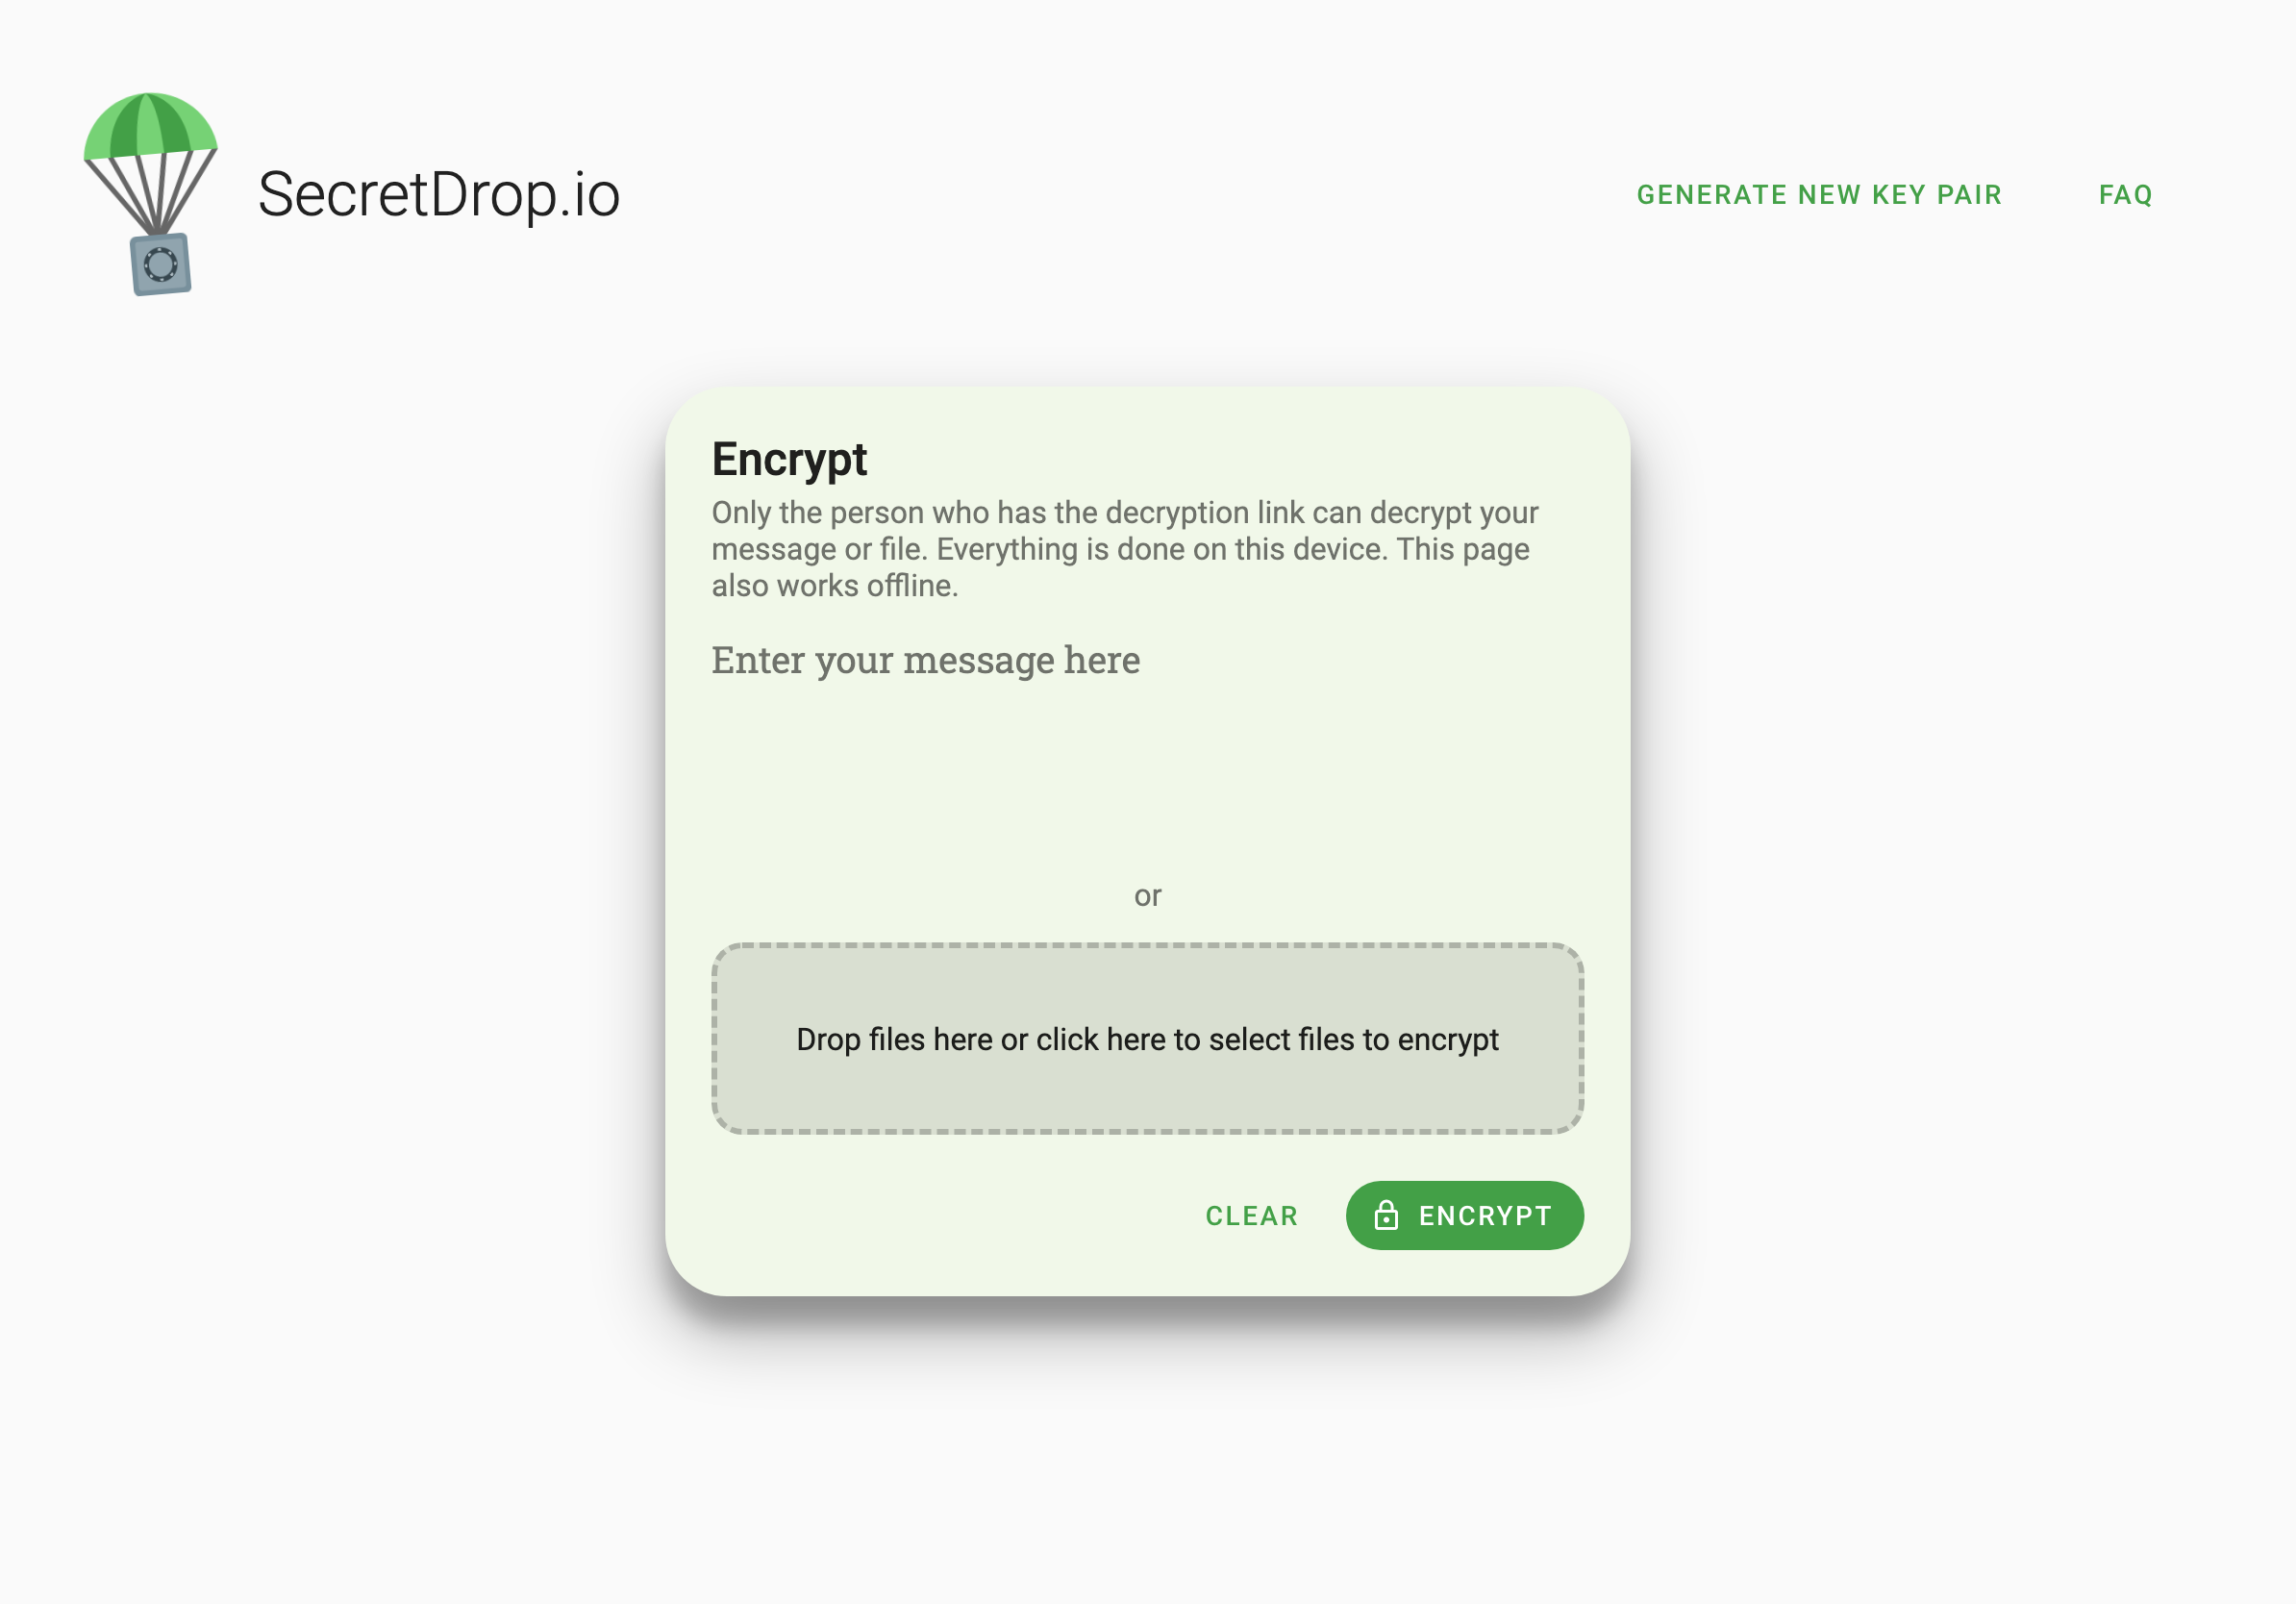 SecretDrop.io
GENERATE NEW KEY PAIR
FAQ
Encrypt
Only the person who has the decryption link can decrypt your
message or file. Everything is done on this device. This page
also works offline.
Enter your message here
or
Drop files here or click here to select files to encrypt
CLEAR
ENCRYPT